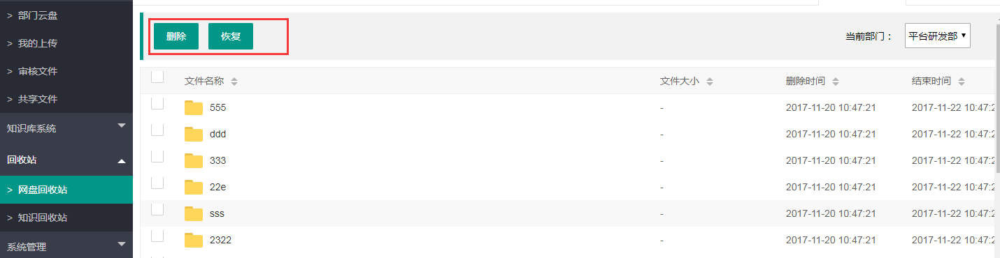 > 部门云盘
> 我的上传
> 审核文件
> 共享文件
知识库系统
回收站
> 网盘回收站
> 知识回收站
系统管理
删除 恢复 当前部门： 平台研发部
文件名称 文件大小 删除时间 结束时间
555 - 2017-11-20 10:47:21 2017-11-22 10:47:2
ddd - 2017-11-20 10:47:21 2017-11-22 10:47:2
333 - 2017-11-20 10:47:21 2017-11-22 10:47:2
22e - 2017-11-20 10:47:21 2017-11-22 10:47:2
sss - 2017-11-20 10:47:21 2017-11-22 10:47:2
2322 - 2017-11-20 10:47:21 2017-11-22 10:47:2